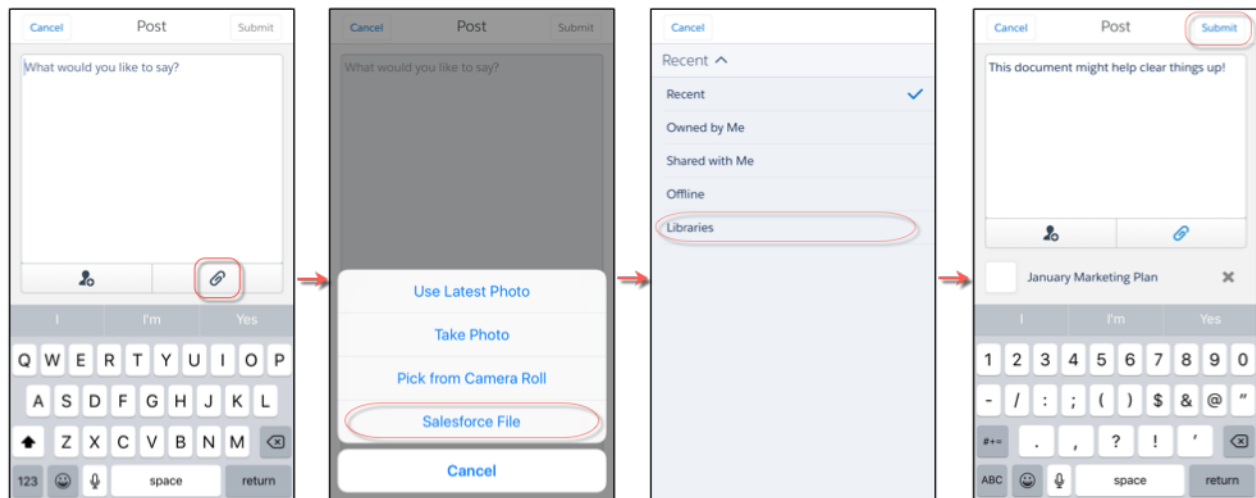 Cancel Post Submit
What would you like to say?
I I'm Yes
Q W E R T Y U I O P
A S D F G H J K L
Z X C V B N M
123 space return
Cancel Post Submit
What would you like to say?
Use Latest Photo
Take Photo
Pick from Camera Roll
Salesforce File
Cancel
Cancel
Recent
Recent
Owned by Me
Shared with Me
Offline
Libraries
Cancel Post Submit
This document might help clear things up!
January Marketing Plan
I I'm Yes
1 2 3 4 5 6 7 8 9 0
- / : ; ( ) $ & @ "
#+= . , ? ! '
ABC space return